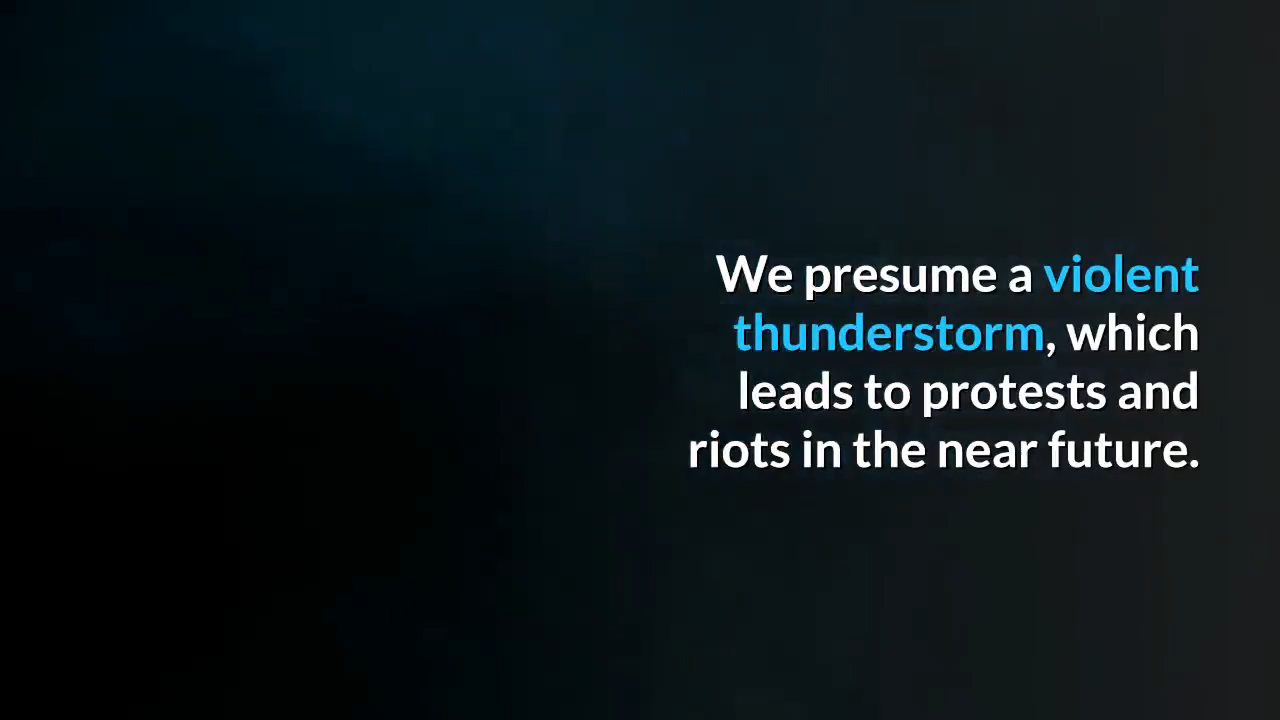 We presume a violent
thunderstorm, which
leads to protests and
riots in the near future.